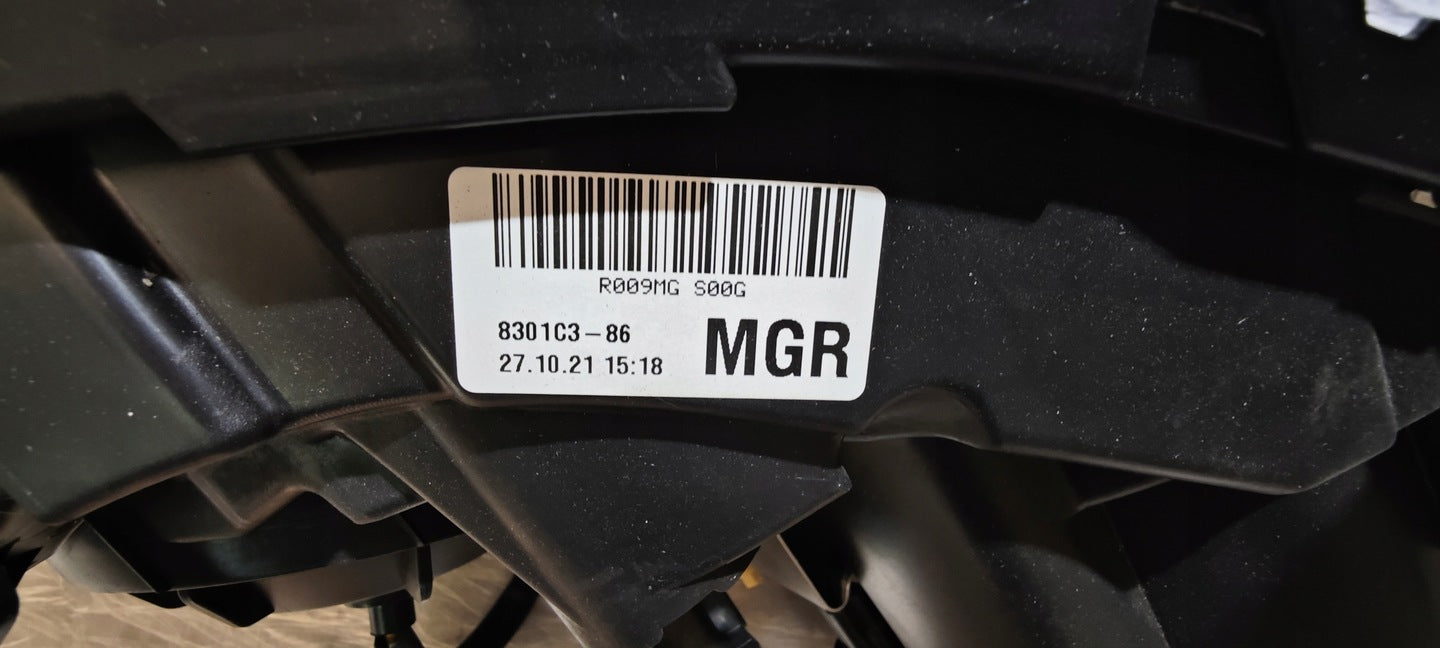 R009MG S00G
8301C3-86
27.10.21 15:18
MGR